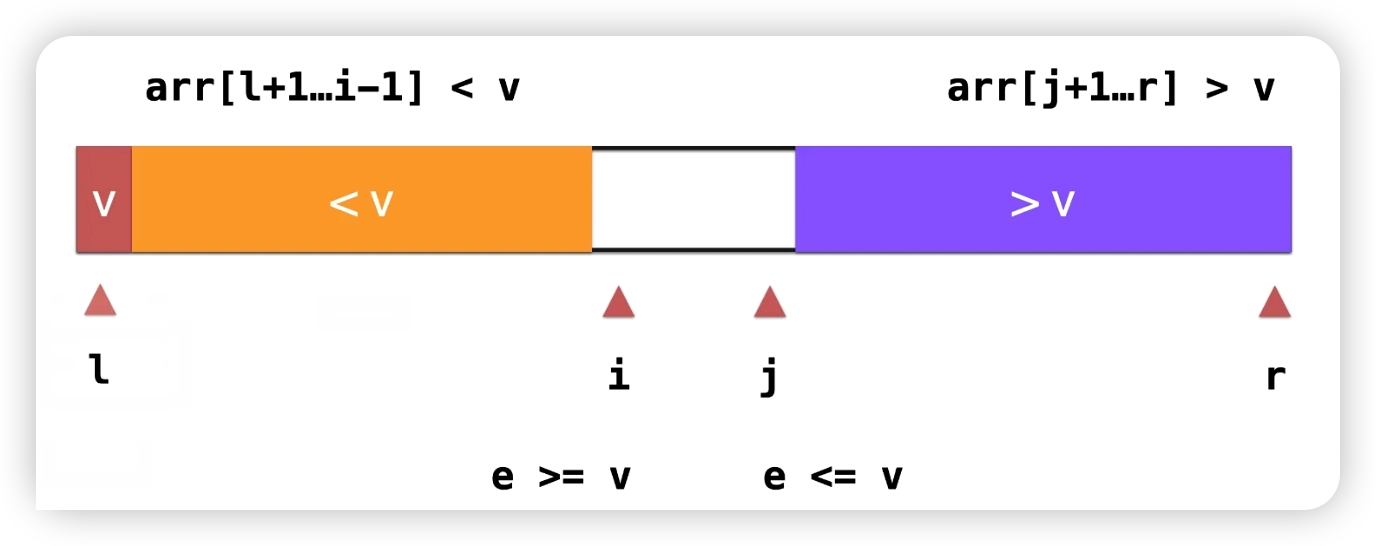 arr[l+1…i-1] < v arr[j+1…r] > v
v < v > v
l i j r
e >= v e <= v